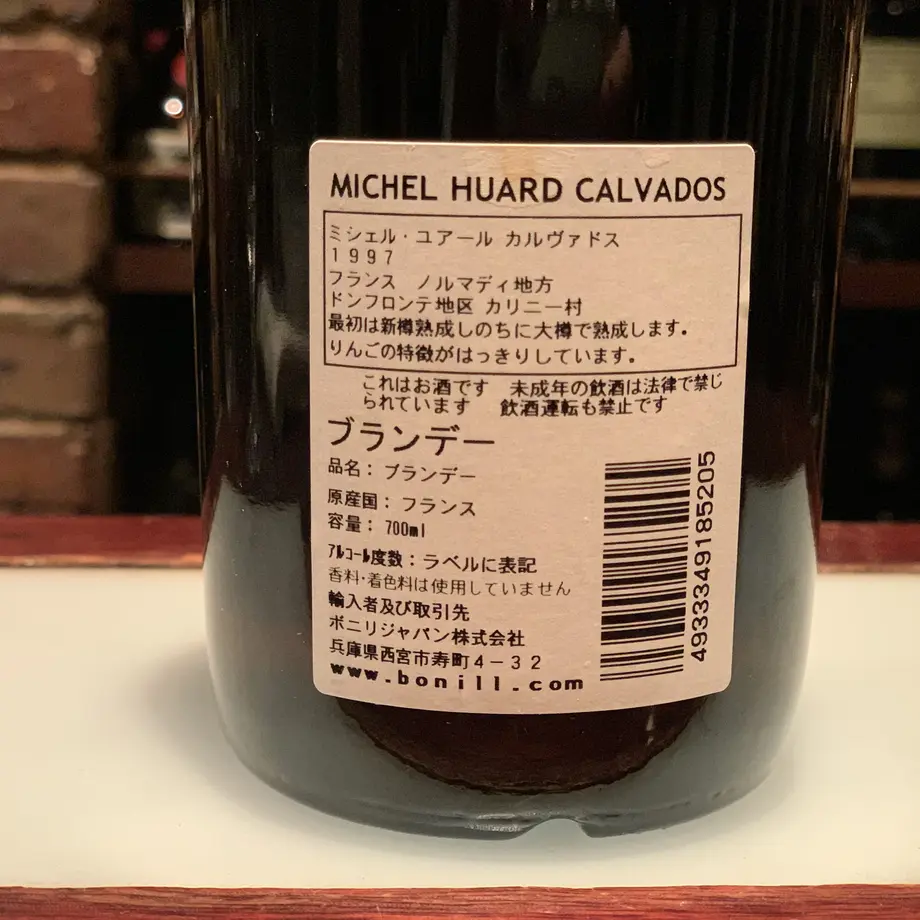 MICHEL HUARD CALVADOS
ミシェル・ユアール カルヴァドス
1997
フランス ノルマディ地方
ドンフロンテ地区 カリニー村
最初は新樽熟成しのちに大樽で熟成します。
りんごの特徴がはっきりしています。
これはお酒です 未成年の飲酒は法律で禁じ
られています 飲酒運転も禁止です
ブランデー
品名：ブランデー
原産国：フランス
容量：700ml
アルコール度数：ラベルに表記
香料・着色料は使用していません
輸入者及び取引先
ボニリジャパン株式会社
兵庫県西宮市寿町4－32
www.bonill.com
4933349185205